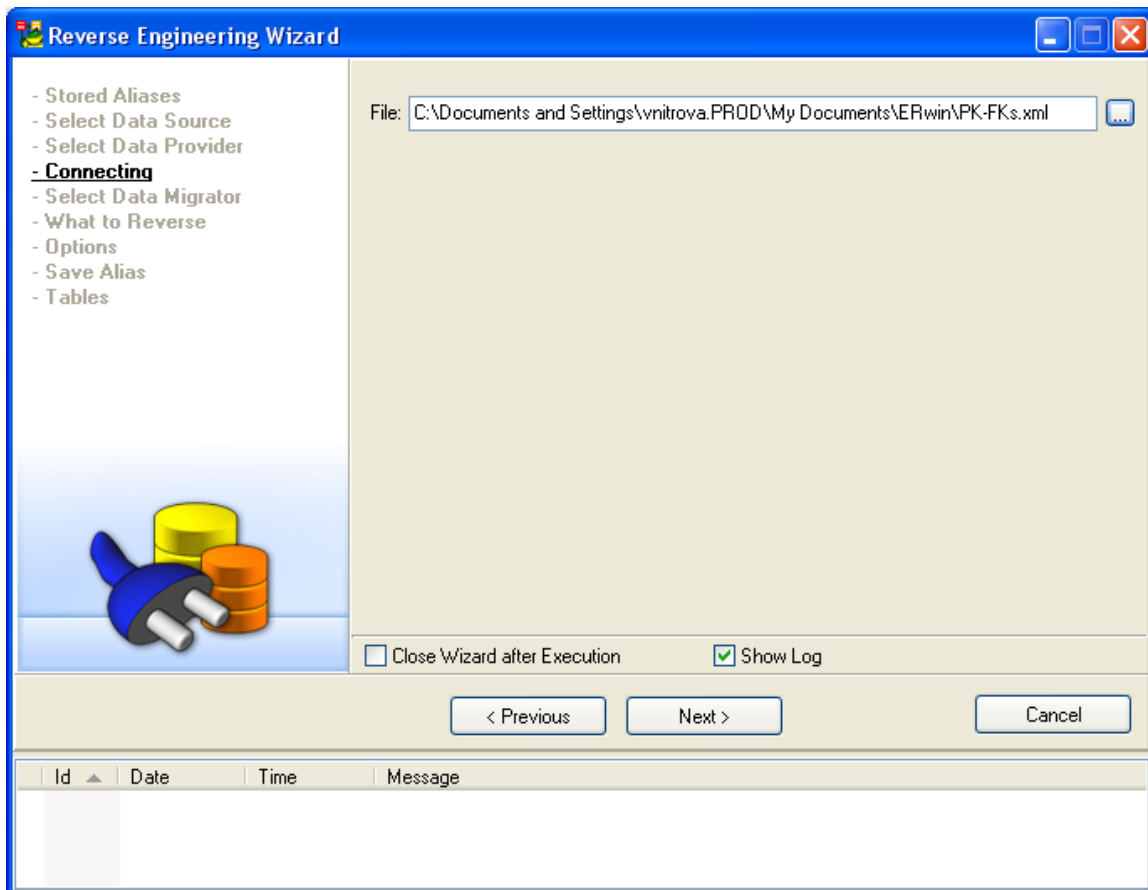 Reverse Engineering Wizard
- Stored Aliases
- Select Data Source
- Select Data Provider
- Connecting
- Select Data Migrator
- What to Reverse
- Options
- Save Alias
- Tables
File: C:\Documents and Settings\vnitrova.PROD\My Documents\ERwin\PK-FKs.xml ...
Close Wizard after Execution Show Log
< Previous Next > Cancel
Id Date Time Message